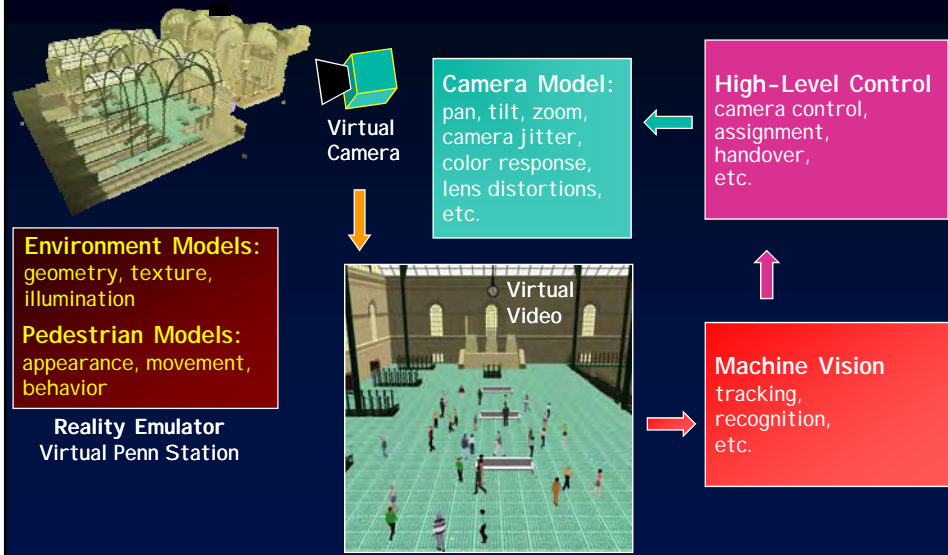 Virtual
Camera
Camera Model:
pan, tilt, zoom,
camera jitter,
color response,
lens distortions,
etc.
High-Level Control
camera control,
assignment,
handover,
etc.
Environment Models:
geometry, texture,
illumination
Pedestrian Models:
appearance, movement,
behavior
Reality Emulator
Virtual Penn Station
Virtual
Video
Machine Vision
tracking,
recognition,
etc.